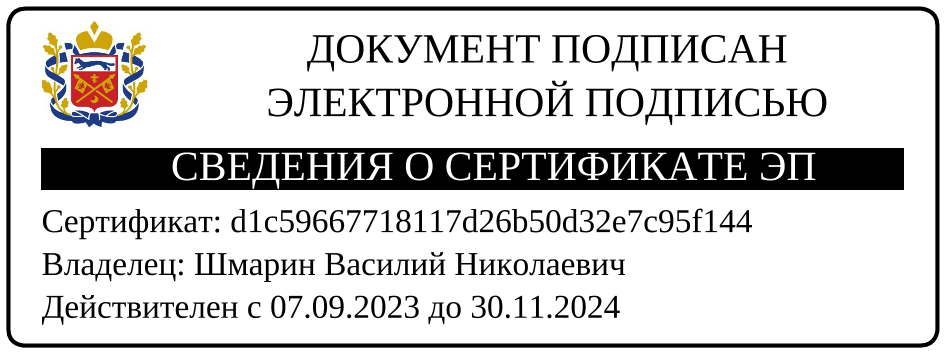 ДОКУМЕНТ ПОДПИСАН
ЭЛЕКТРОННОЙ ПОДПИСЬЮ
СВЕДЕНИЯ О СЕРТИФИКАТЕ ЭП
Сертификат: d1c59667718117d26b50d32e7c95f144
Владелец: Шмарин Василий Николаевич
Действителен с 07.09.2023 до 30.11.2024